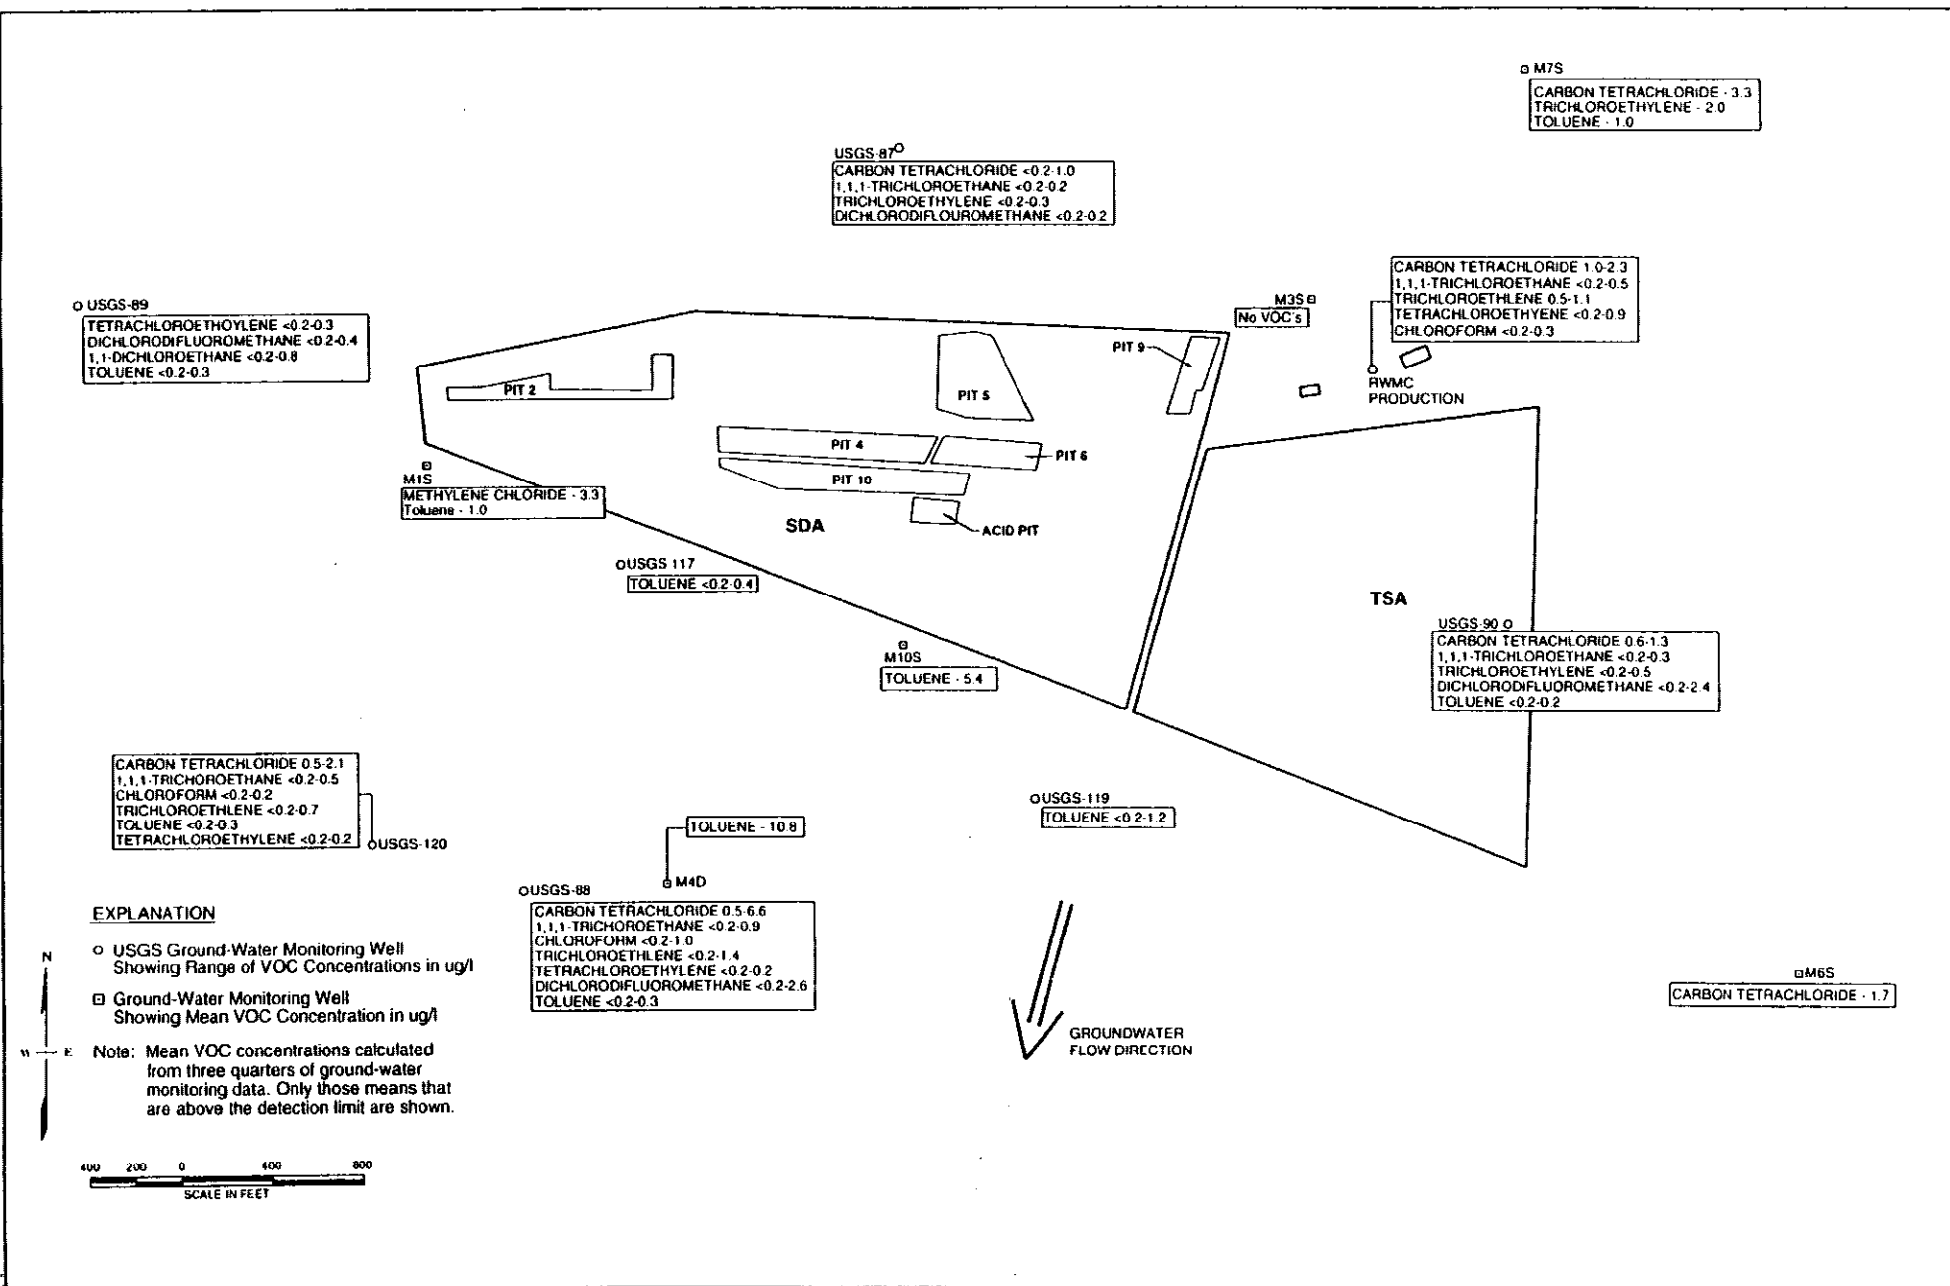 M7S
CARBON TETRACHLORIDE - 3.3
TRICHLOROETHYLENE - 2.0
TOLUENE - 1.0
USGS-87
CARBON TETRACHLORIDE <0.2-1.0
1,1,1-TRICHLOROETHANE <0.2-0.2
TRICHLOROETHYLENE <0.2-0.3
DICHLORODIFLOUROMETHANE <0.2-0.2
CARBON TETRACHLORIDE 1.0-2.3
1,1,1-TRICHLOROETHANE <0.2-0.5
TRICHLOROETHLENE 0.5-1.1
TETRACHLOROETHYENE <0.2-0.9
CHLOROFORM <0.2-0.3
RWMC
PRODUCTION
M3S
No VOC's
USGS-89
TETRACHLOROETHOYLENE <0.2-0.3
DICHLORODIFLUOROMETHANE <0.2-0.4
1,1-DICHLOROETHANE <0.2-0.8
TOLUENE <0.2-0.3
PIT 9
PIT 2
PIT 5
PIT 4
PIT 6
PIT 10
ACID PIT
SDA
M1S
METHYLENE CHLORIDE - 3.3
Toluene - 1.0
USGS 117
TOLUENE <0.2-0.4
TSA
USGS-90
CARBON TETRACHLORIDE 0.6-1.3
1,1,1-TRICHLOROETHANE <0.2-0.3
TRICHLOROETHYLENE <0.2-0.5
DICHLORODIFLUOROMETHANE <0.2-2.4
TOLUENE <0.2-0.2
M10S
TOLUENE - 5.4
CARBON TETRACHLORIDE 0.5-2.1
1,1,1-TRICHOROETHANE <0.2-0.5
CHLOROFORM <0.2-0.2
TRICHLOROETHLENE <0.2-0.7
TOLUENE <0.2-0.3
TETRACHLOROETHYLENE <0.2-0.2
USGS-120
USGS-119
TOLUENE <0.2-1.2
TOLUENE - 10.8
M4D
USGS-88
CARBON TETRACHLORIDE 0.5-6.6
1,1,1-TRICHOROETHANE <0.2-0.9
CHLOROFORM <0.2-1.0
TRICHLOROETHLENE <0.2-1.4
TETRACHLOROETHYLENE <0.2-0.2
DICHLORODIFLUOROMETHANE <0.2-2.6
TOLUENE <0.2-0.3
M6S
CARBON TETRACHLORIDE - 1.7
GROUNDWATER
FLOW DIRECTION
EXPLANATION
USGS Ground-Water Monitoring Well
Showing Range of VOC Concentrations in ug/l
Ground-Water Monitoring Well
Showing Mean VOC Concentration in ug/l
Note: Mean VOC concentrations calculated
from three quarters of ground-water
monitoring data. Only those means that
are above the detection limit are shown.
N
W E
400 200 0 400 800
SCALE IN FEET